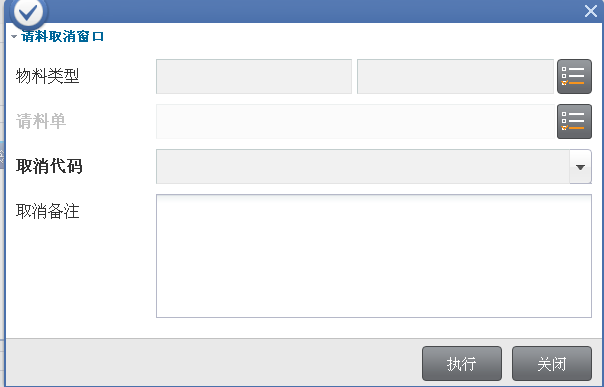 请料取消窗口
物料类型
请料单
取消代码
取消备注
执行
关闭